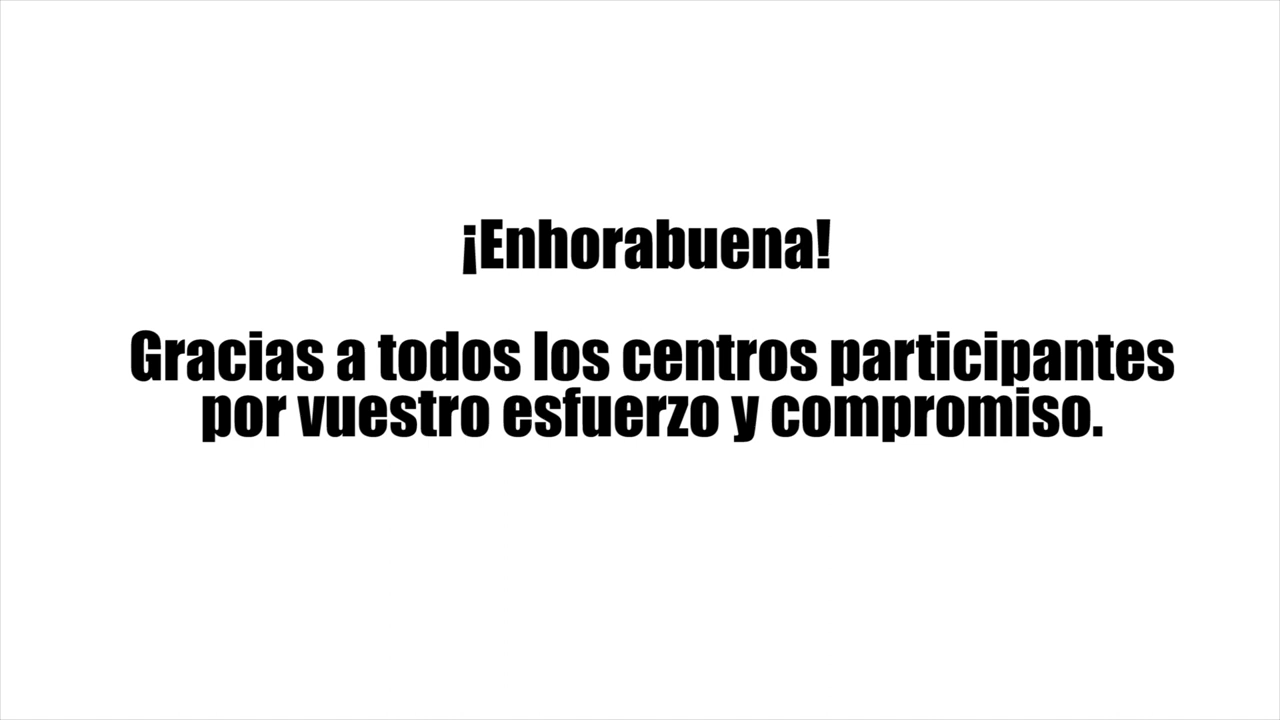 ¡Enhorabuena!
Gracias a todos los centros participantes
por vuestro esfuerzo y compromiso.